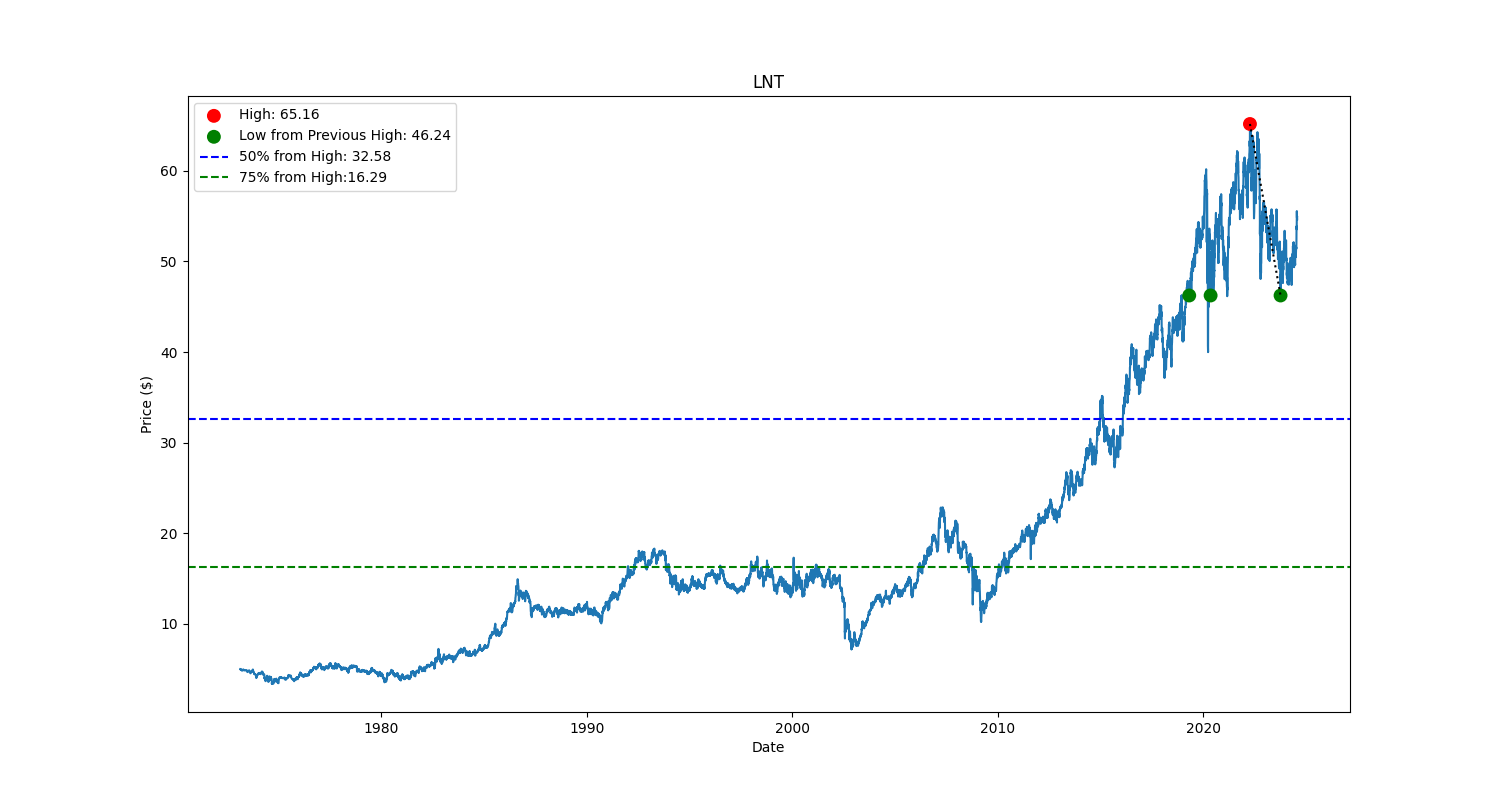 LNT
High: 65.16
Low from Previous High: 46.24
50% from High: 32.58
75% from High:16.29
Price ($)
60
50
40
30
20
10
1980 1990 2000 2010 2020
Date